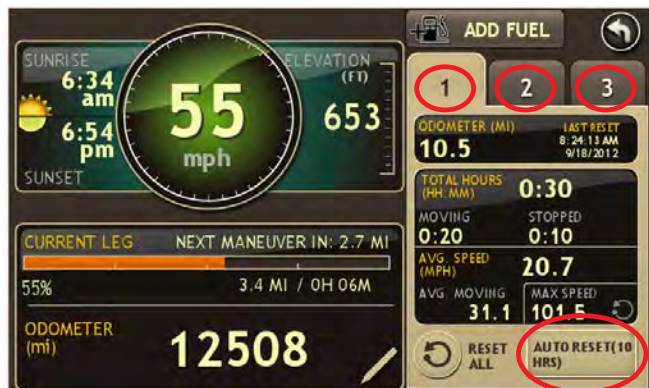 SUNRISE
6:34
am
6:54
pm
SUNSET
55
mph
ELEVATION
(FT)
653
CURRENT LEG NEXT MANEUVER IN: 2.7 MI
55% 3.4 MI / 0H 06M
ODOMETER
(mi)
12508
ADD FUEL
1 2 3
ODOMETER (MI) LAST RESET
10.5 8:24:13 AM
9/18/2012
TOTAL HOURS
(HH:MM) 0:30
MOVING STOPPED
0:20 0:10
AVG. SPEED
(MPH) 20.7
AVG MOVING MAX SPEED
31.1 101.5
RESET
ALL
AUTO RESET(10
HRS)